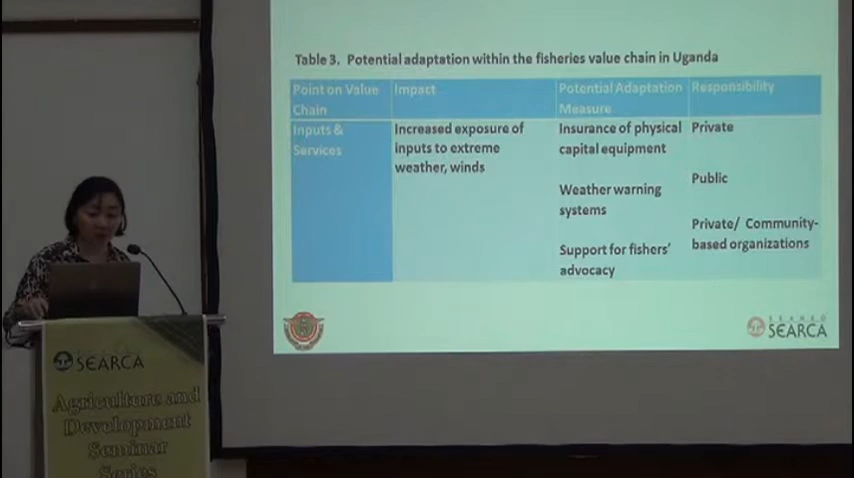 Table 3. Potential adaptation within the fisheries value chain in Uganda
Point on Value
Chain
Impact
Potential Adaptation
Measure
Responsibility
Inputs &
Services
Increased exposure of
inputs to extreme
weather, winds
Insurance of physical
capital equipment
Private
Weather warning
systems
Public
Support for fishers'
advocacy
Private/ Community-
based organizations
SEAMEO
SEARCA
SEARCA
Agriculture and
Development
Seminar
Series